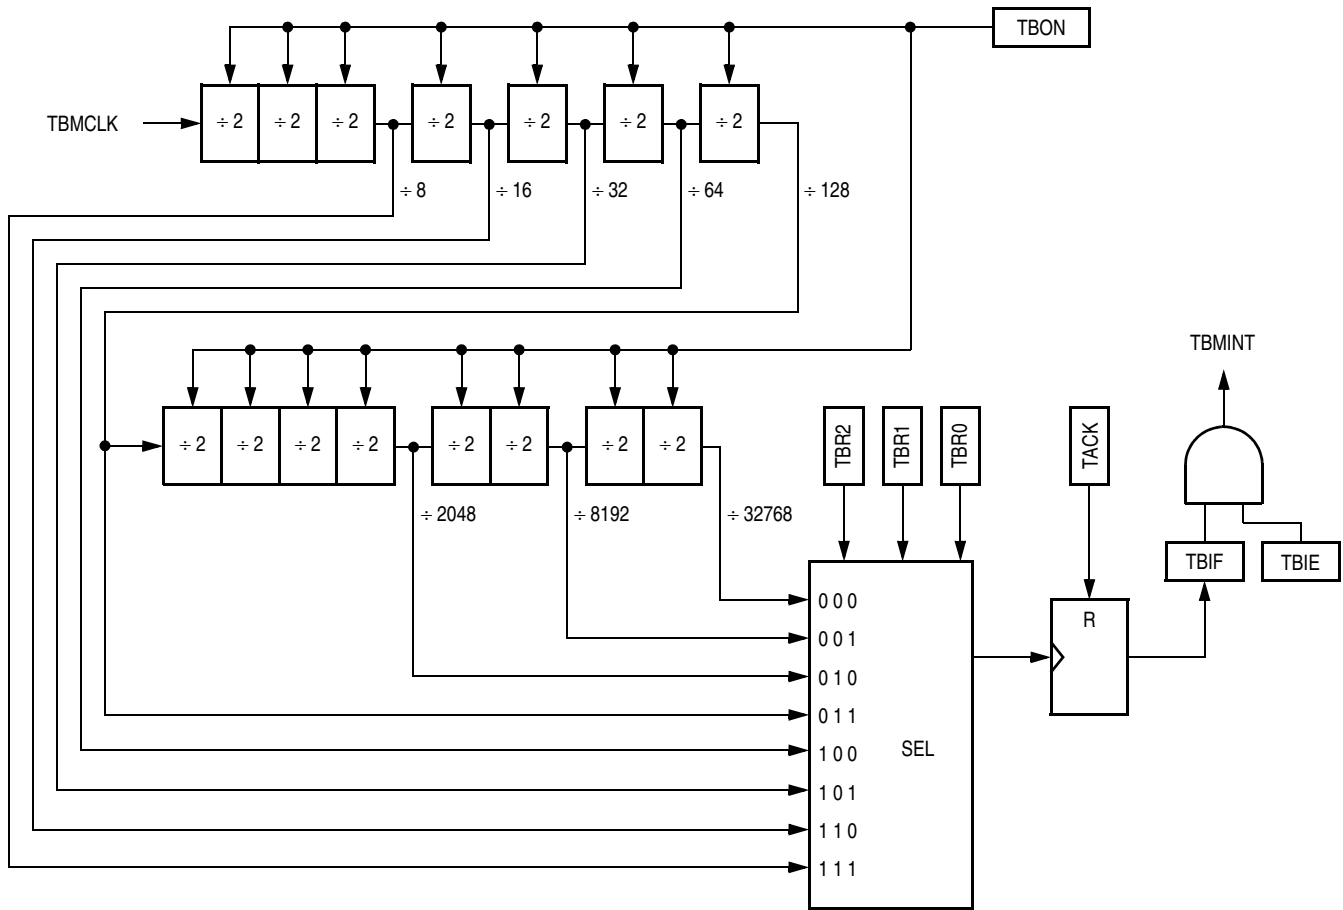 TBON
TBMCLK
÷ 2 ÷ 2 ÷ 2 ÷ 2 ÷ 2 ÷ 2 ÷ 2
÷ 8 ÷ 16 ÷ 32 ÷ 64 ÷ 128
TBMINT
÷ 2 ÷ 2 ÷ 2 ÷ 2 ÷ 2 ÷ 2 ÷ 2 ÷ 2
TBR2 TBR1 TBR0 TACK
÷ 2048 ÷ 8192 ÷ 32768
TBIF TBIE
0 0 0
R
0 0 1
0 1 0
0 1 1
SEL
1 0 0
1 0 1
1 1 0
1 1 1